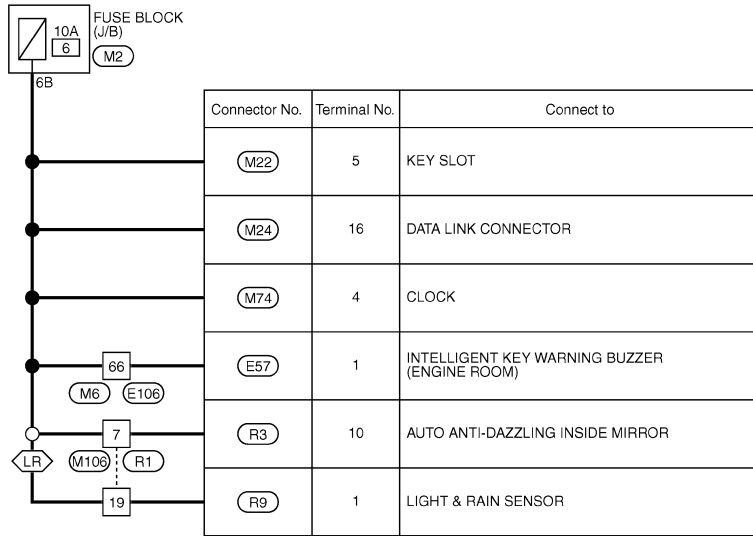 FUSE BLOCK
(J/B)
10A
6
M2
6B
Connector No. Terminal No. Connect to
M22 5 KEY SLOT
M24 16 DATA LINK CONNECTOR
M74 4 CLOCK
66 E57 1 INTELLIGENT KEY WARNING BUZZER
(ENGINE ROOM)
M6 E106
7 R3 10 AUTO ANTI-DAZZLING INSIDE MIRROR
LR M106 R1
19 R9 1 LIGHT & RAIN SENSOR